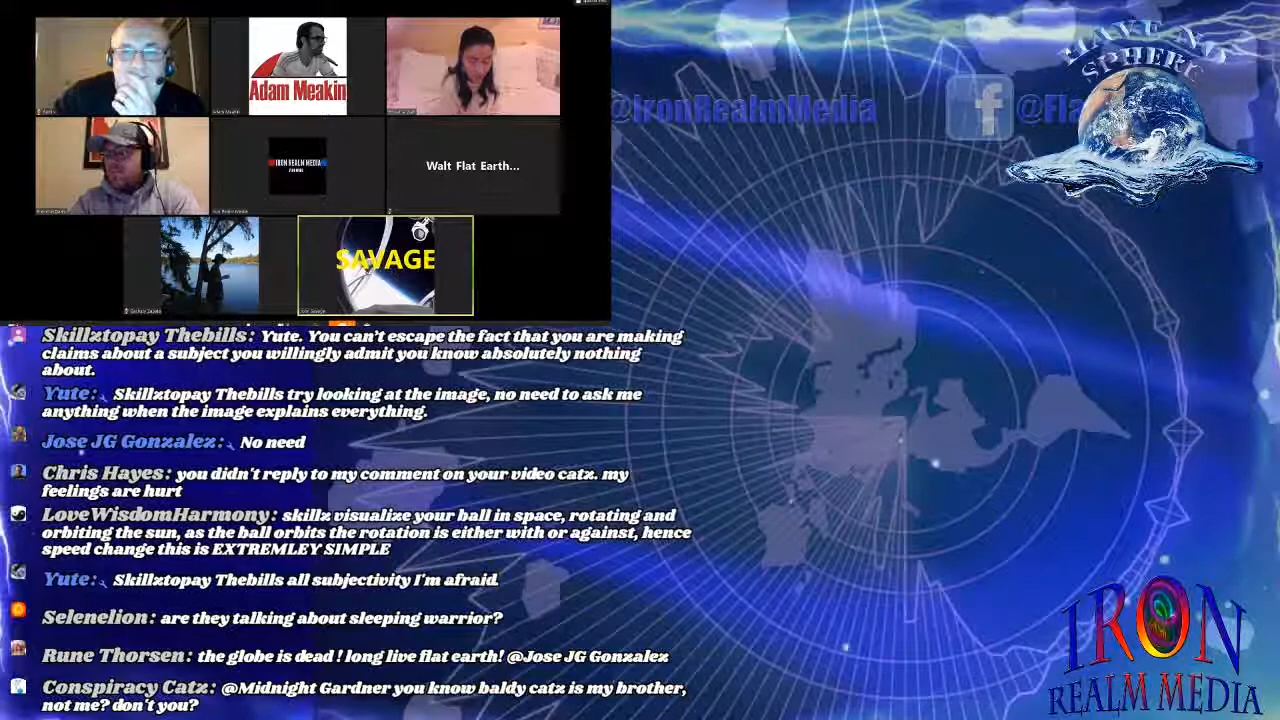 Adam Meakin
IRON REALM MEDIA
Walt Flat Earth...
SAVAGE
@IronRealmMedia
f @Fla
HAVE NO
SPHERE
Skillztopay Thebills: Yute. You can't escape the fact that you are making
claims about a subject you willingly admit you know absolutely nothing
about.
Yute: Skillztopay Thebills try looking at the image, no need to ask me
anything when the image explains everything.
Jose JG Gonzalez: No need
Chris Hayes: you didn't reply to my comment on your video catz. my
feelings are hurt
LoveWisdomHarmony: skillz visualize your ball in space, rotating and
orbiting the sun, as the ball orbits the rotation is either with or against, hence
speed change this is EXTREMLEY SIMPLE
Yute: Skillztopay Thebills all subjectivity I'm afraid.
Selenelion: are they talking about sleeping warrior?
Rune Thorsen: the globe is dead ! long live flat earth! @Jose JG Gonzalez
Conspiracy Catz: @Midnight Gardner you know baldy catz is my brother,
not me? don't you?
IRON
REALM MEDIA